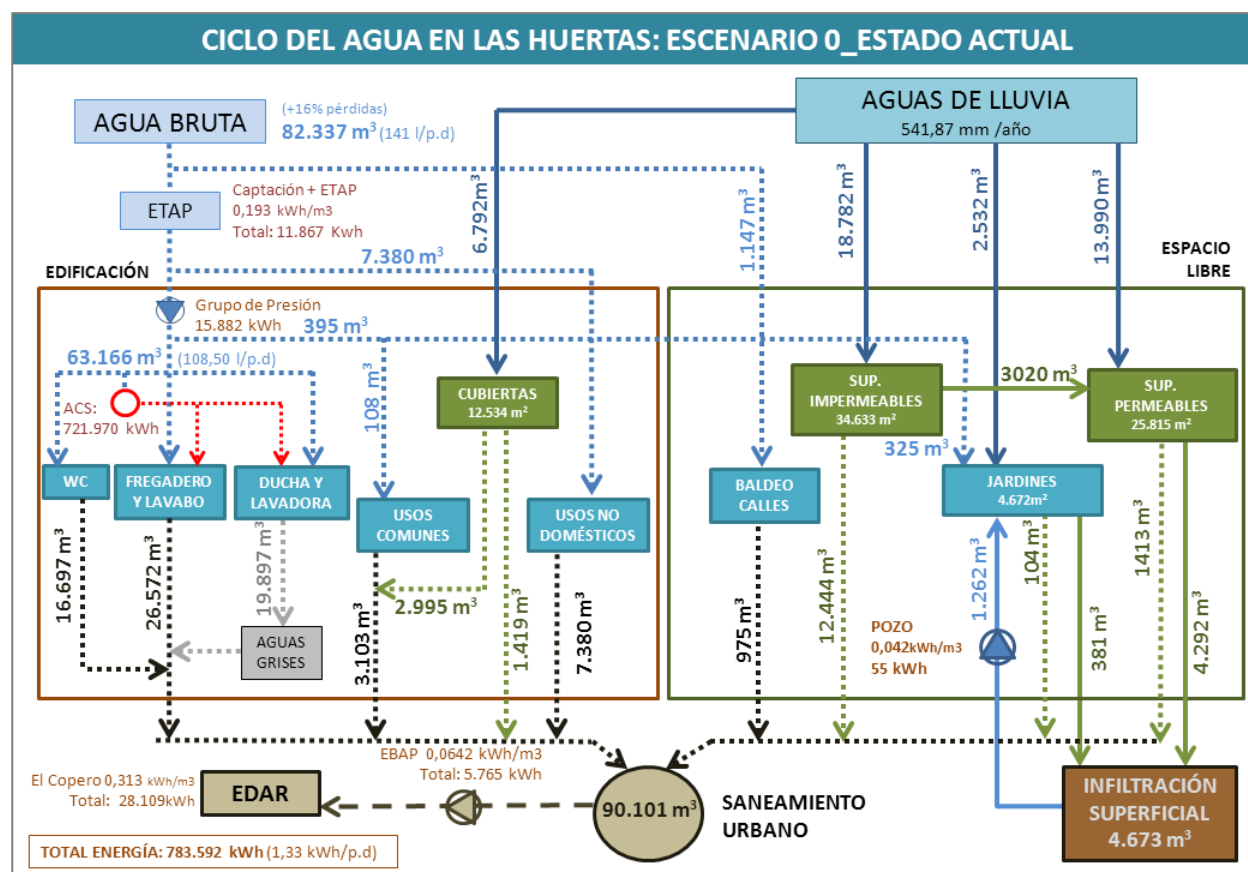 CICLO DEL AGUA EN LAS HUERTAS: ESCENARIO 0_ESTADO ACTUAL
AGUA BRUTA
(+16% pérdidas)
82.337 m³ (141 l/p.d)
AGUAS DE LLUVIA
541,87 mm /año
ETAP
Captación + ETAP
0,193 kWh/m3
Total: 11.867 Kwh
6.792m³
1.147 m³
18.782 m³
2.532 m³
13.990 m³
7.380 m³
EDIFICACIÓN
ESPACIO
LIBRE
Grupo de Presión
15.882 kWh
395 m³
63.166 m³ (108,50 l/p.d)
ACS:
721.970 kWh
108 m³
CUBIERTAS
12.534 m²
SUP.
IMPERMEABLES
34.633 m²
3020 m³
SUP.
PERMEABLES
25.815 m²
325 m³
WC
FREGADERO
Y LAVABO
DUCHA Y
LAVADORA
USOS
COMUNES
USOS NO
DOMÉSTICOS
BALDEO
CALLES
JARDINES
4.672m²
16.697 m³
26.572 m³
19.897 m³
AGUAS
GRISES
2.995 m³
3.103 m³
1.419 m³
7.380 m³
975 m³
12.444 m³
POZO
0,042kWh/m3
55 kWh
1.262 m³
104 m³
381 m³
1413 m³
4.292 m³
EBAP 0,0642 kWh/m3
Total: 5.765 kWh
El Copero 0,313 kWh/m3
Total: 28.109kWh
EDAR
90.101 m³
SANEAMIENTO
URBANO
INFILTRACIÓN
SUPERFICIAL
4.673 m³
TOTAL ENERGÍA: 783.592 kWh (1,33 kWh/p.d)